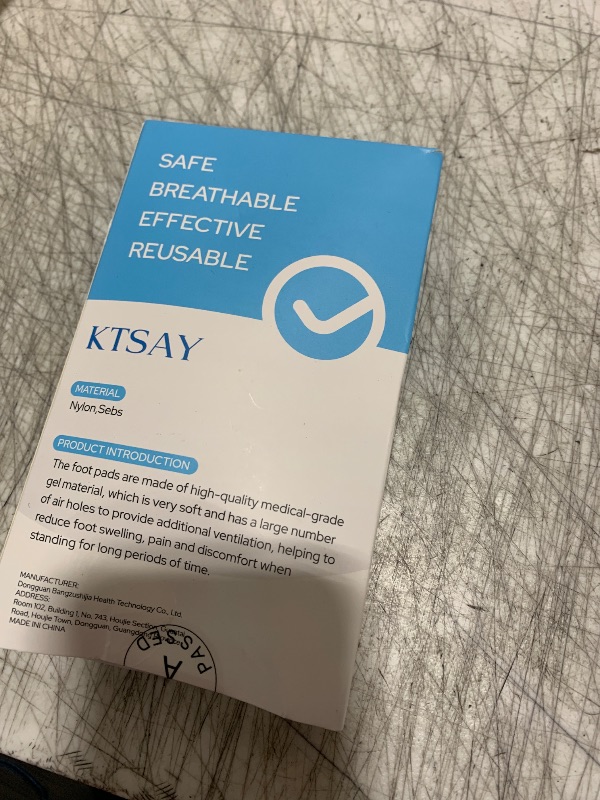 SAFE
BREATHABLE
EFFECTIVE
REUSABLE
KTSAY
MATERIAL
Nylon,Sebs
PRODUCT INTRODUCTION
The foot pads are made of high-quality medical-grade
gel material, which is very soft and has a large number
of air holes to provide additional ventilation, helping to
reduce foot swelling, pain and discomfort when
standing for long periods of time.
MANUFACTURER:
Dongguan Bangzushijia Health Technology Co., Ltd.
ADDRESS:
Room 102, Building 1, No. 743, Houjie Section,
Road, Houjie Town, Dongguan, Guangdong
MADE IN CHINA
PASSED
A